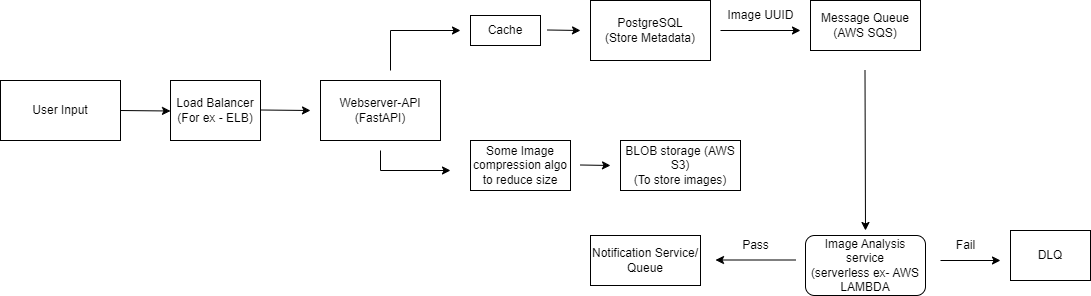 User Input
Load Balancer
(For ex - ELB)
Webserver-API
(FastAPI)
Cache
PostgreSQL
(Store Metadata)
Image UUID
Message Queue
(AWS SQS)
Some Image
compression algo
to reduce size
BLOB storage (AWS
S3)
(To store images)
Notification Service/
Queue
Pass
Image Analysis
service
(serverless ex- AWS
LAMBDA
Fail
DLQ